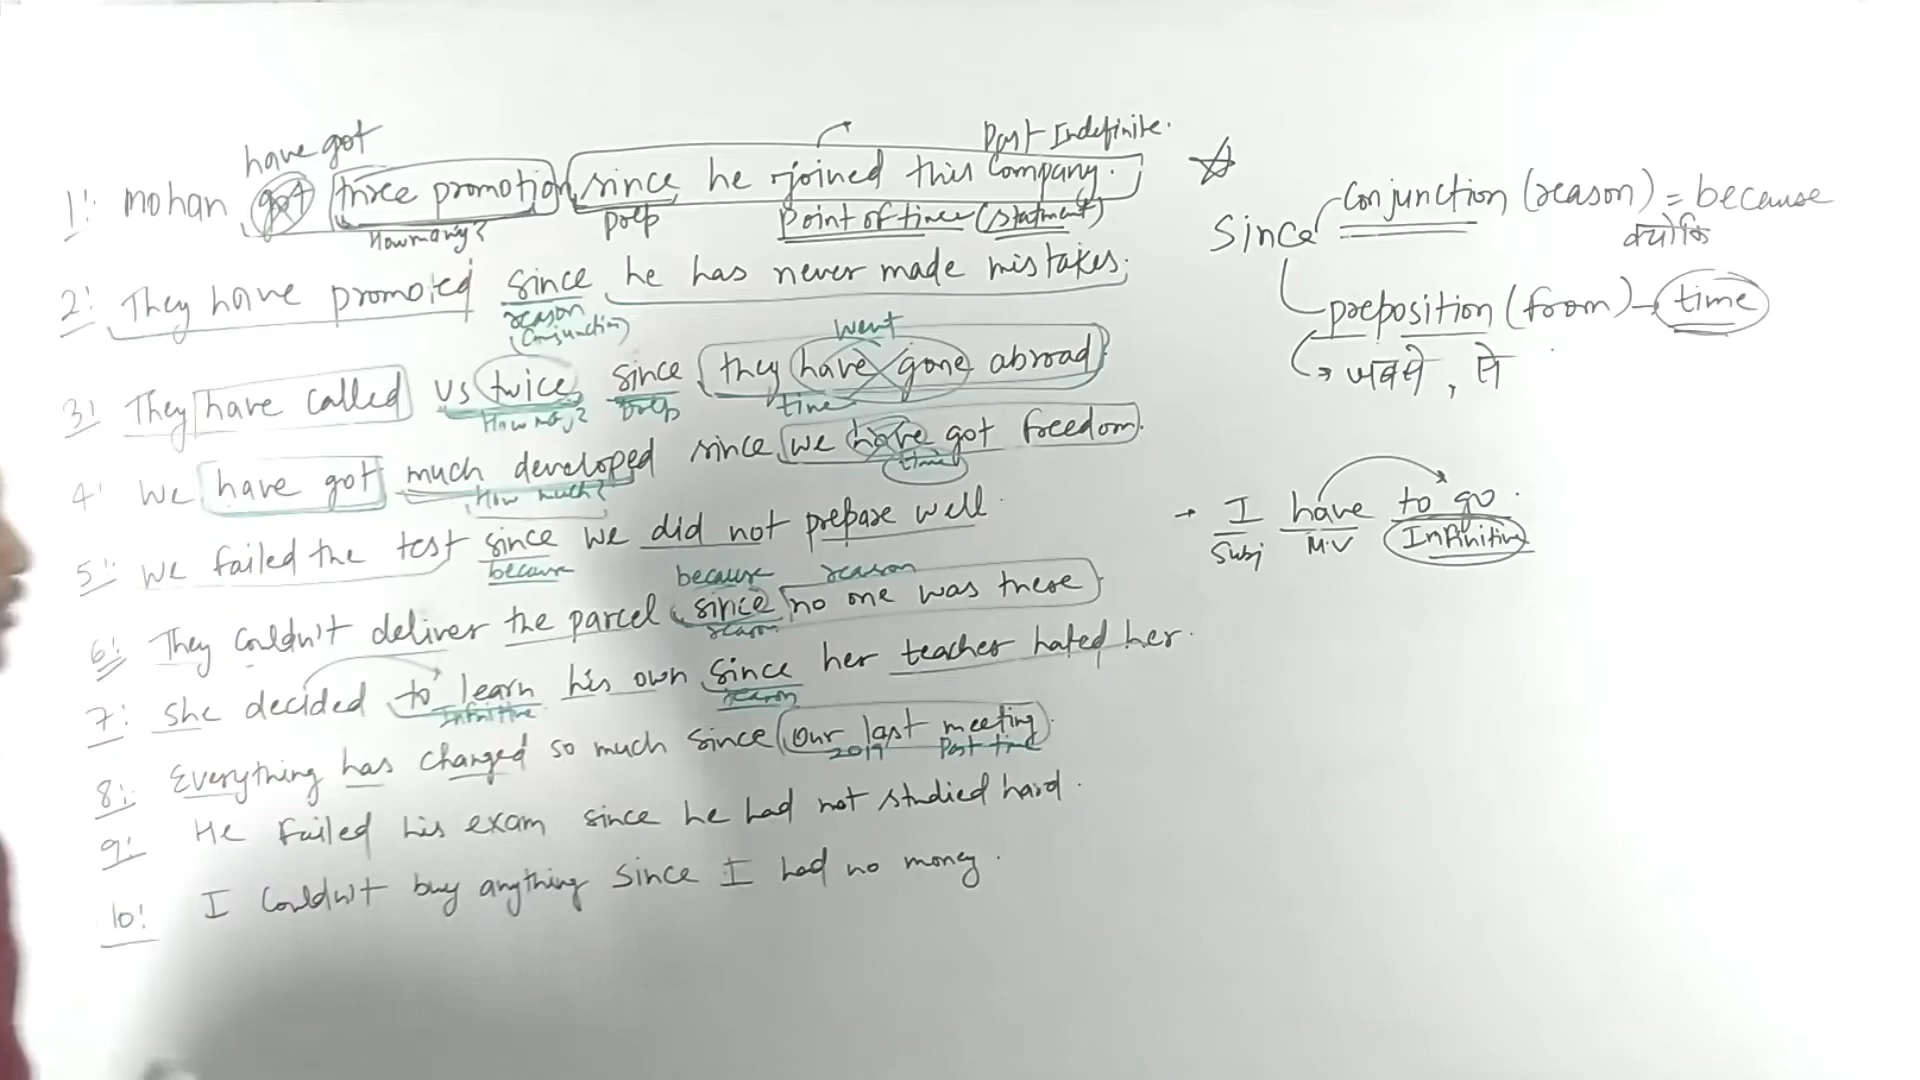 have got
Past Indefinite.
1: mohan got three promotion since he joined this Company.
How many? prep Point of time (statment)
2: They have promoted since he has never made mistakes.
reason
(Conjunction)
went
3: They have called us twice since they have gone abroad
How many? prep time
4' We have got much developed since we have got freedom.
How much? time
5: We failed the test since we did not prepare well.
because
because reason
6: They Couldn't deliver the parcel since no one was there
reason
7: She decided to learn his own since her teacher hated her.
Infinitive reason
8: Everything has changed so much since our last meeting
2019 Past time
9: He failed his exam since he had not studied hard.
10! I Couldn't buy anything since I had no money.
Since
Conjunction (reason) = because
क्योंकि
preposition (from) → time
→ जबसे, से
→ I have to go.
Subj M.V Infinitive